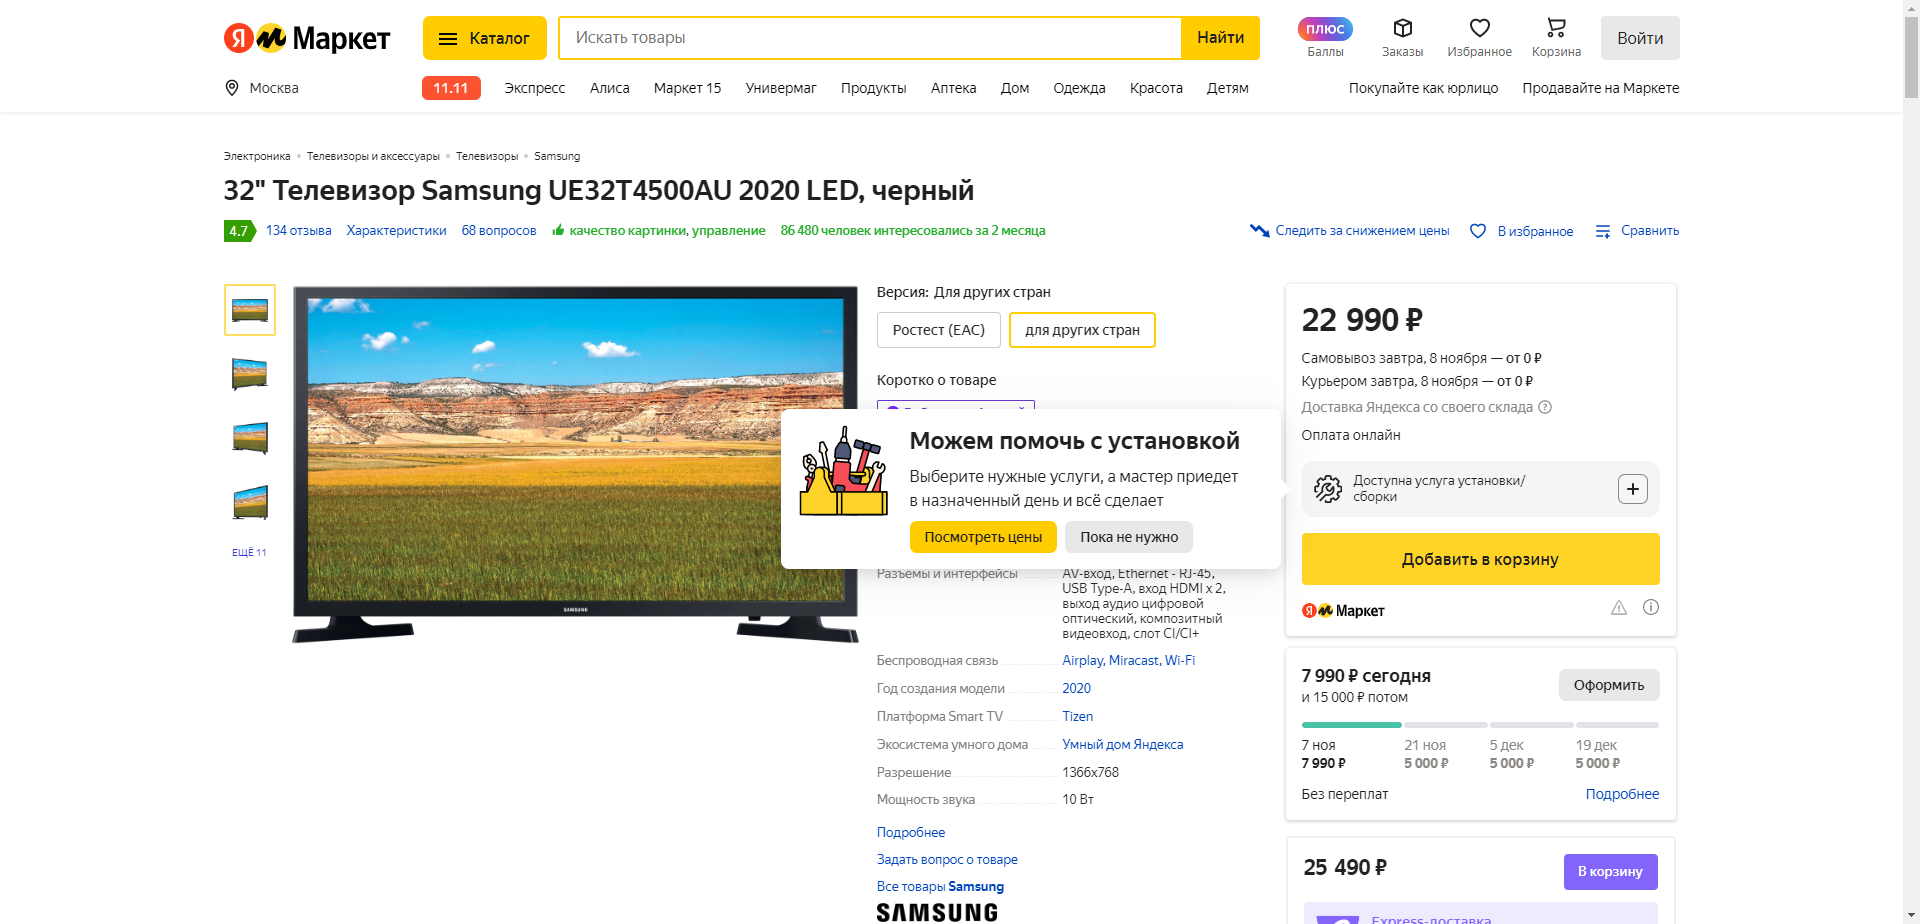 Я М Маркет
Каталог
Искать товары
Найти
плюс
Баллы
Заказы
Избранное
Корзина
Войти
Москва
11.11
Экспресс
Алиса
Маркет 15
Универмаг
Продукты
Аптека
Дом
Одежда
Красота
Детям
Покупайте как юрлицо
Продавайте на Маркете
Электроника • Телевизоры и аксессуары • Телевизоры • Samsung
32" Телевизор Samsung UE32T4500AU 2020 LED, черный
4.7
134 отзыва
Характеристики
68 вопросов
качество картинки, управление
86 480 человек интересовались за 2 месяца
Следить за снижением цены
В избранное
Сравнить
ЕЩЁ 11
SAMSUNG
Версия: Для других стран
Ростест (EAC)
для других стран
Коротко о товаре
Можем помочь с установкой
Выберите нужные услуги, а мастер приедет
в назначенный день и всё сделает
Посмотреть цены
Пока не нужно
Разъемы и интерфейсы
AV-вход, Ethernet - RJ-45,
USB Type-A, вход HDMI x 2,
выход аудио цифровой
оптический, композитный
видеовход, слот CI/CI+
Беспроводная связь
Airplay, Miracast, Wi-Fi
Год создания модели
2020
Платформа Smart TV
Tizen
Экосистема умного дома
Умный дом Яндекса
Разрешение
1366x768
Мощность звука
10 Вт
Подробнее
Задать вопрос о товаре
Все товары Samsung
SAMSUNG
22 990 ₽
Самовывоз завтра, 8 ноября — от 0 ₽
Курьером завтра, 8 ноября — от 0 ₽
Доставка Яндекса со своего склада ?
Оплата онлайн
Доступна услуга установки/
сборки
Добавить в корзину
Я М Маркет
7 990 ₽ сегодня
и 15 000 ₽ потом
Оформить
7 ноя
21 ноя
5 дек
19 дек
7 990 ₽
5 000 ₽
5 000 ₽
5 000 ₽
Без переплат
Подробнее
25 490 ₽
В корзину
Express-доставка